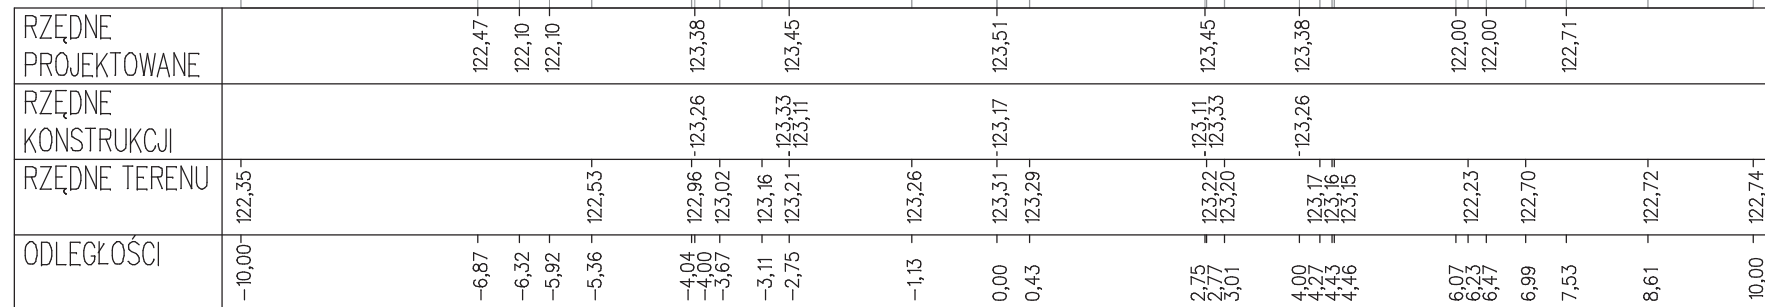 RZĘDNE
PROJEKTOWANE
122,47 122,10 122,10 123,38 123,45 123,51 123,45 123,38 122,00 122,00 122,71
RZĘDNE
KONSTRUKCJI
123,26 123,33 123,11 123,17 123,11 123,33 123,26
RZĘDNE TERENU
122,35 122,53 122,96 123,02 123,16 123,21 123,26 123,31 123,29 123,22 123,20 123,17 123,16 123,15 122,23 122,70 122,72 122,74
ODLEGŁOŚCI
-10,00 -6,87 -6,32 -5,92 -5,36 -4,04 -4,00 -3,67 -3,11 -2,75 -1,13 0,00 0,43 2,75 2,77 3,01 4,00 4,27 4,43 4,46 6,07 6,23 6,47 6,99 7,53 8,61 10,00